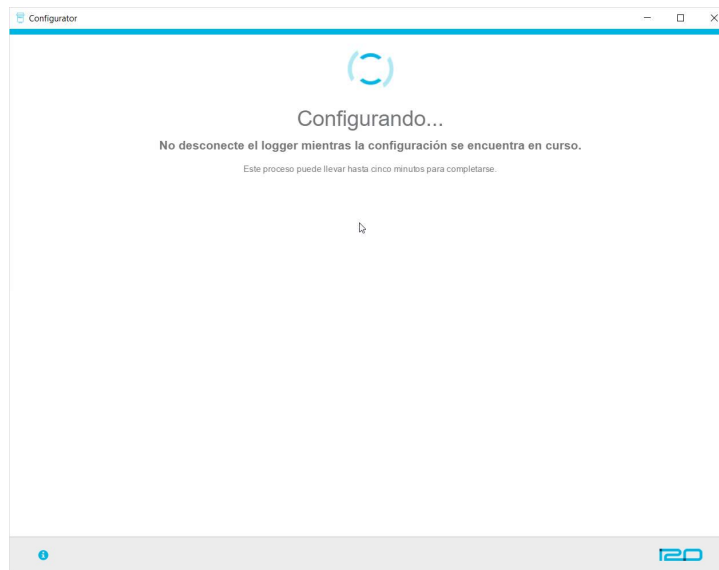 Configurator
Configurando...
No desconecte el logger mientras la configuración se encuentra en curso.
Este proceso puede llevar hasta cinco minutos para completarse.
i2O